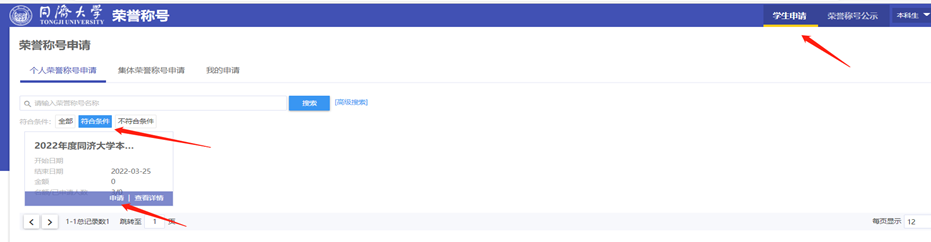 同濟大學 荣誉称号 学生申请 荣誉称号公示 本科生
TONGJI UNIVERSITY
荣誉称号申请
个人荣誉称号申请 集体荣誉称号申请 我的申请
请输入荣誉称号名称 搜索 [高级搜索]
符合条件: 全部 符合条件 不符合条件
2022年度同济大学本...
开始日期
结束日期 2022-03-25
金额 0
3/0
申请 | 查看详情
< > 1-1总记录数1 跳转至 1 页 每页显示 12